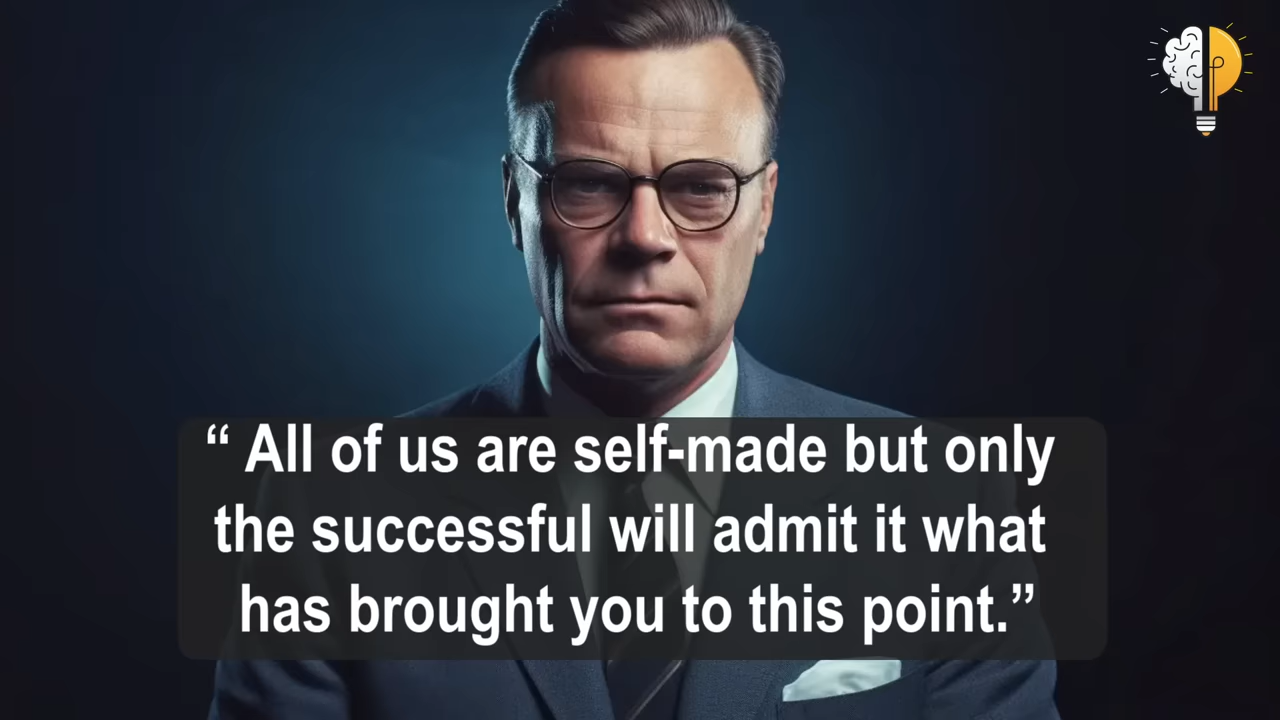 “ All of us are self-made but only
the successful will admit it what
has brought you to this point.”